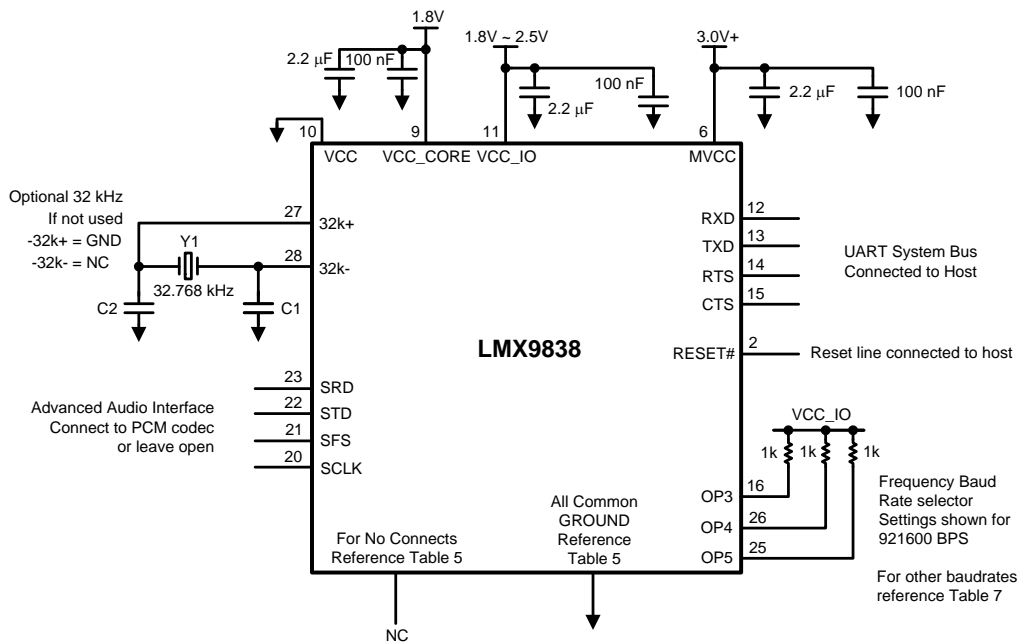 1.8V
1.8V ~ 2.5V
3.0V+
2.2 μF
100 nF
2.2 μF
100 nF
2.2 μF
100 nF
10
9
11
6
VCC
VCC_CORE
VCC_IO
MVCC
Optional 32 kHz
If not used
-32k+ = GND
-32k- = NC
27
32k+
Y1
28
32k-
32.768 kHz
C2
C1
RXD
12
TXD
13
RTS
14
CTS
15
UART System Bus
Connected to Host
LMX9838
RESET#
2
Reset line connected to host
23
SRD
22
STD
21
SFS
20
SCLK
Advanced Audio Interface
Connect to PCM codec
or leave open
VCC_IO
1k
1k
1k
OP3
16
OP4
26
OP5
25
Frequency Baud
Rate selector
Settings shown for
921600 BPS
For other baudrates
reference Table 7
For No Connects
Reference Table 5
All Common
GROUND
Reference
Table 5
NC